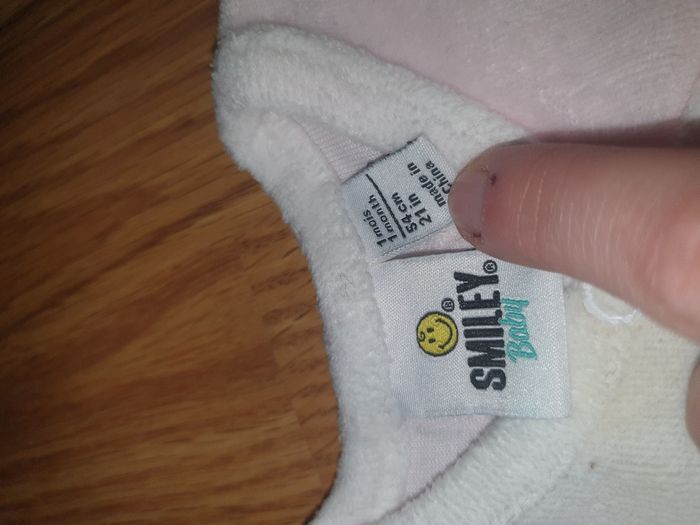 1 mois
1 month
54 cm
21 in
made in
China
®
SMILEY®
Baby